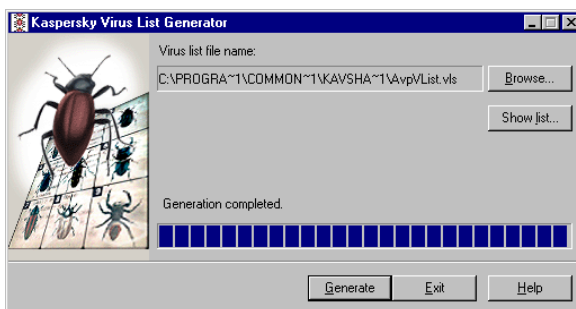 Kaspersky Virus List Generator
Virus list file name:
C:\PROGRA~1\COMMON~1\KAVSHA~1\AvpVList.vls
Browse...
Show list...
Generation completed.
Generate
Exit
Help